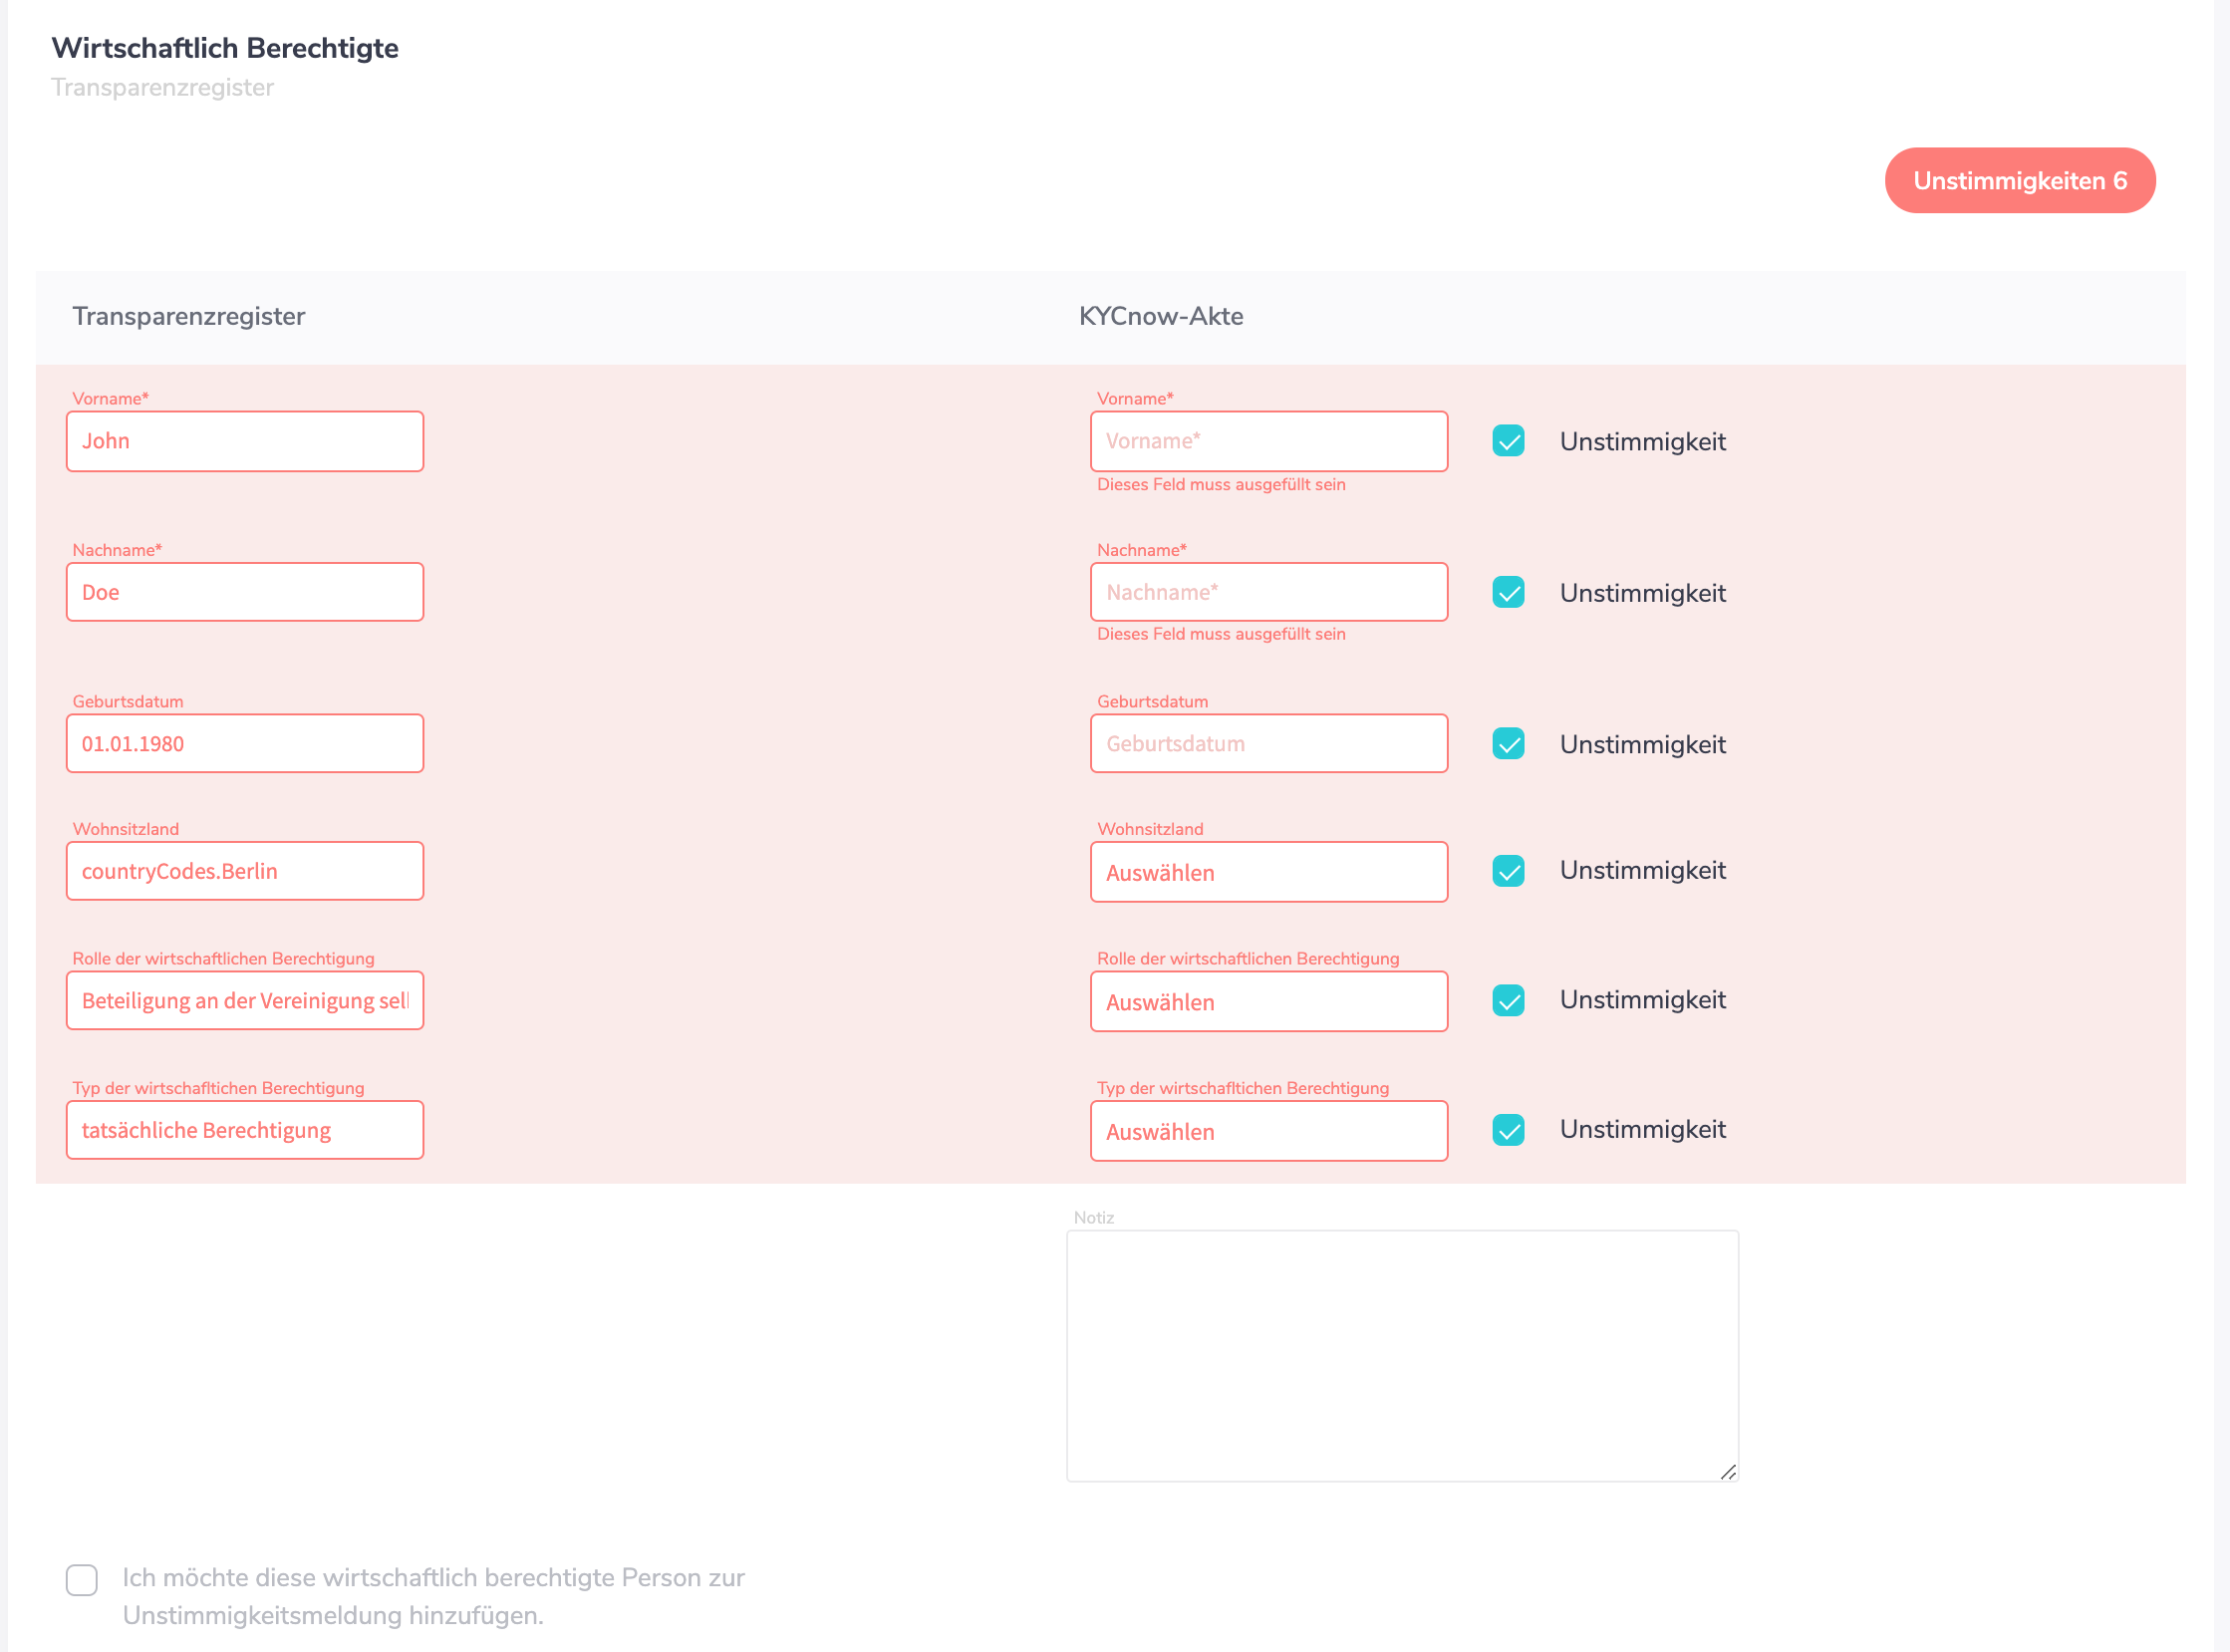 Wirtschaftlich Berechtigte
Transparenzregister
Unstimmigkeiten 6
Transparenzregister KYCnow-Akte
Vorname* Vorname*
John Vorname* Unstimmigkeit
Dieses Feld muss ausgefüllt sein
Nachname* Nachname*
Doe Nachname* Unstimmigkeit
Dieses Feld muss ausgefüllt sein
Geburtsdatum Geburtsdatum
01.01.1980 Geburtsdatum Unstimmigkeit
Wohnsitzland Wohnsitzland
countryCodes.Berlin Auswählen Unstimmigkeit
Rolle der wirtschaftlichen Berechtigung Rolle der wirtschaftlichen Berechtigung
Beteiligung an der Vereinigung sel Auswählen Unstimmigkeit
Typ der wirtschafltichen Berechtigung Typ der wirtschafltichen Berechtigung
tatsächliche Berechtigung Auswählen Unstimmigkeit
Notiz
Ich möchte diese wirtschaftlich berechtigte Person zur
Unstimmigkeitsmeldung hinzufügen.